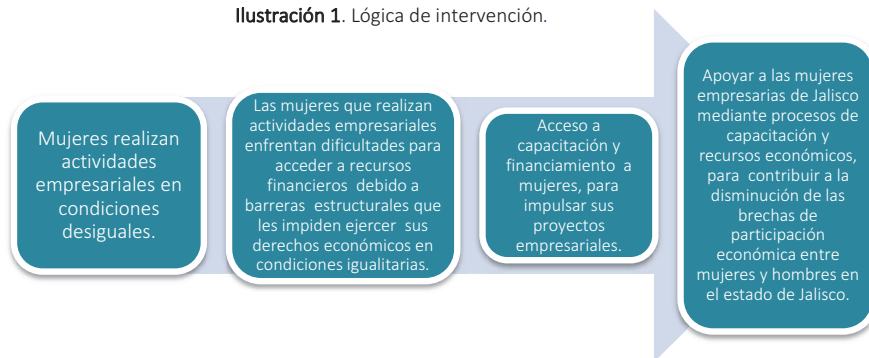 Ilustración 1. Lógica de intervención.
Mujeres realizan
actividades
empresariales en
condiciones
desiguales.
Las mujeres que realizan
actividades empresariales
enfrentan dificultades para
acceder a recursos
financieros debido a
barreras estructurales que
les impiden ejercer sus
derechos económicos en
condiciones igualitarias.
Acceso a
capacitación y
financiamiento a
mujeres, para
impulsar sus
proyectos
empresariales.
Apoyar a las mujeres
empresarias de Jalisco
mediante procesos de
capacitación y
recursos económicos,
para contribuir a la
disminución de las
brechas de
participación
económica entre
mujeres y hombres en
el estado de Jalisco.